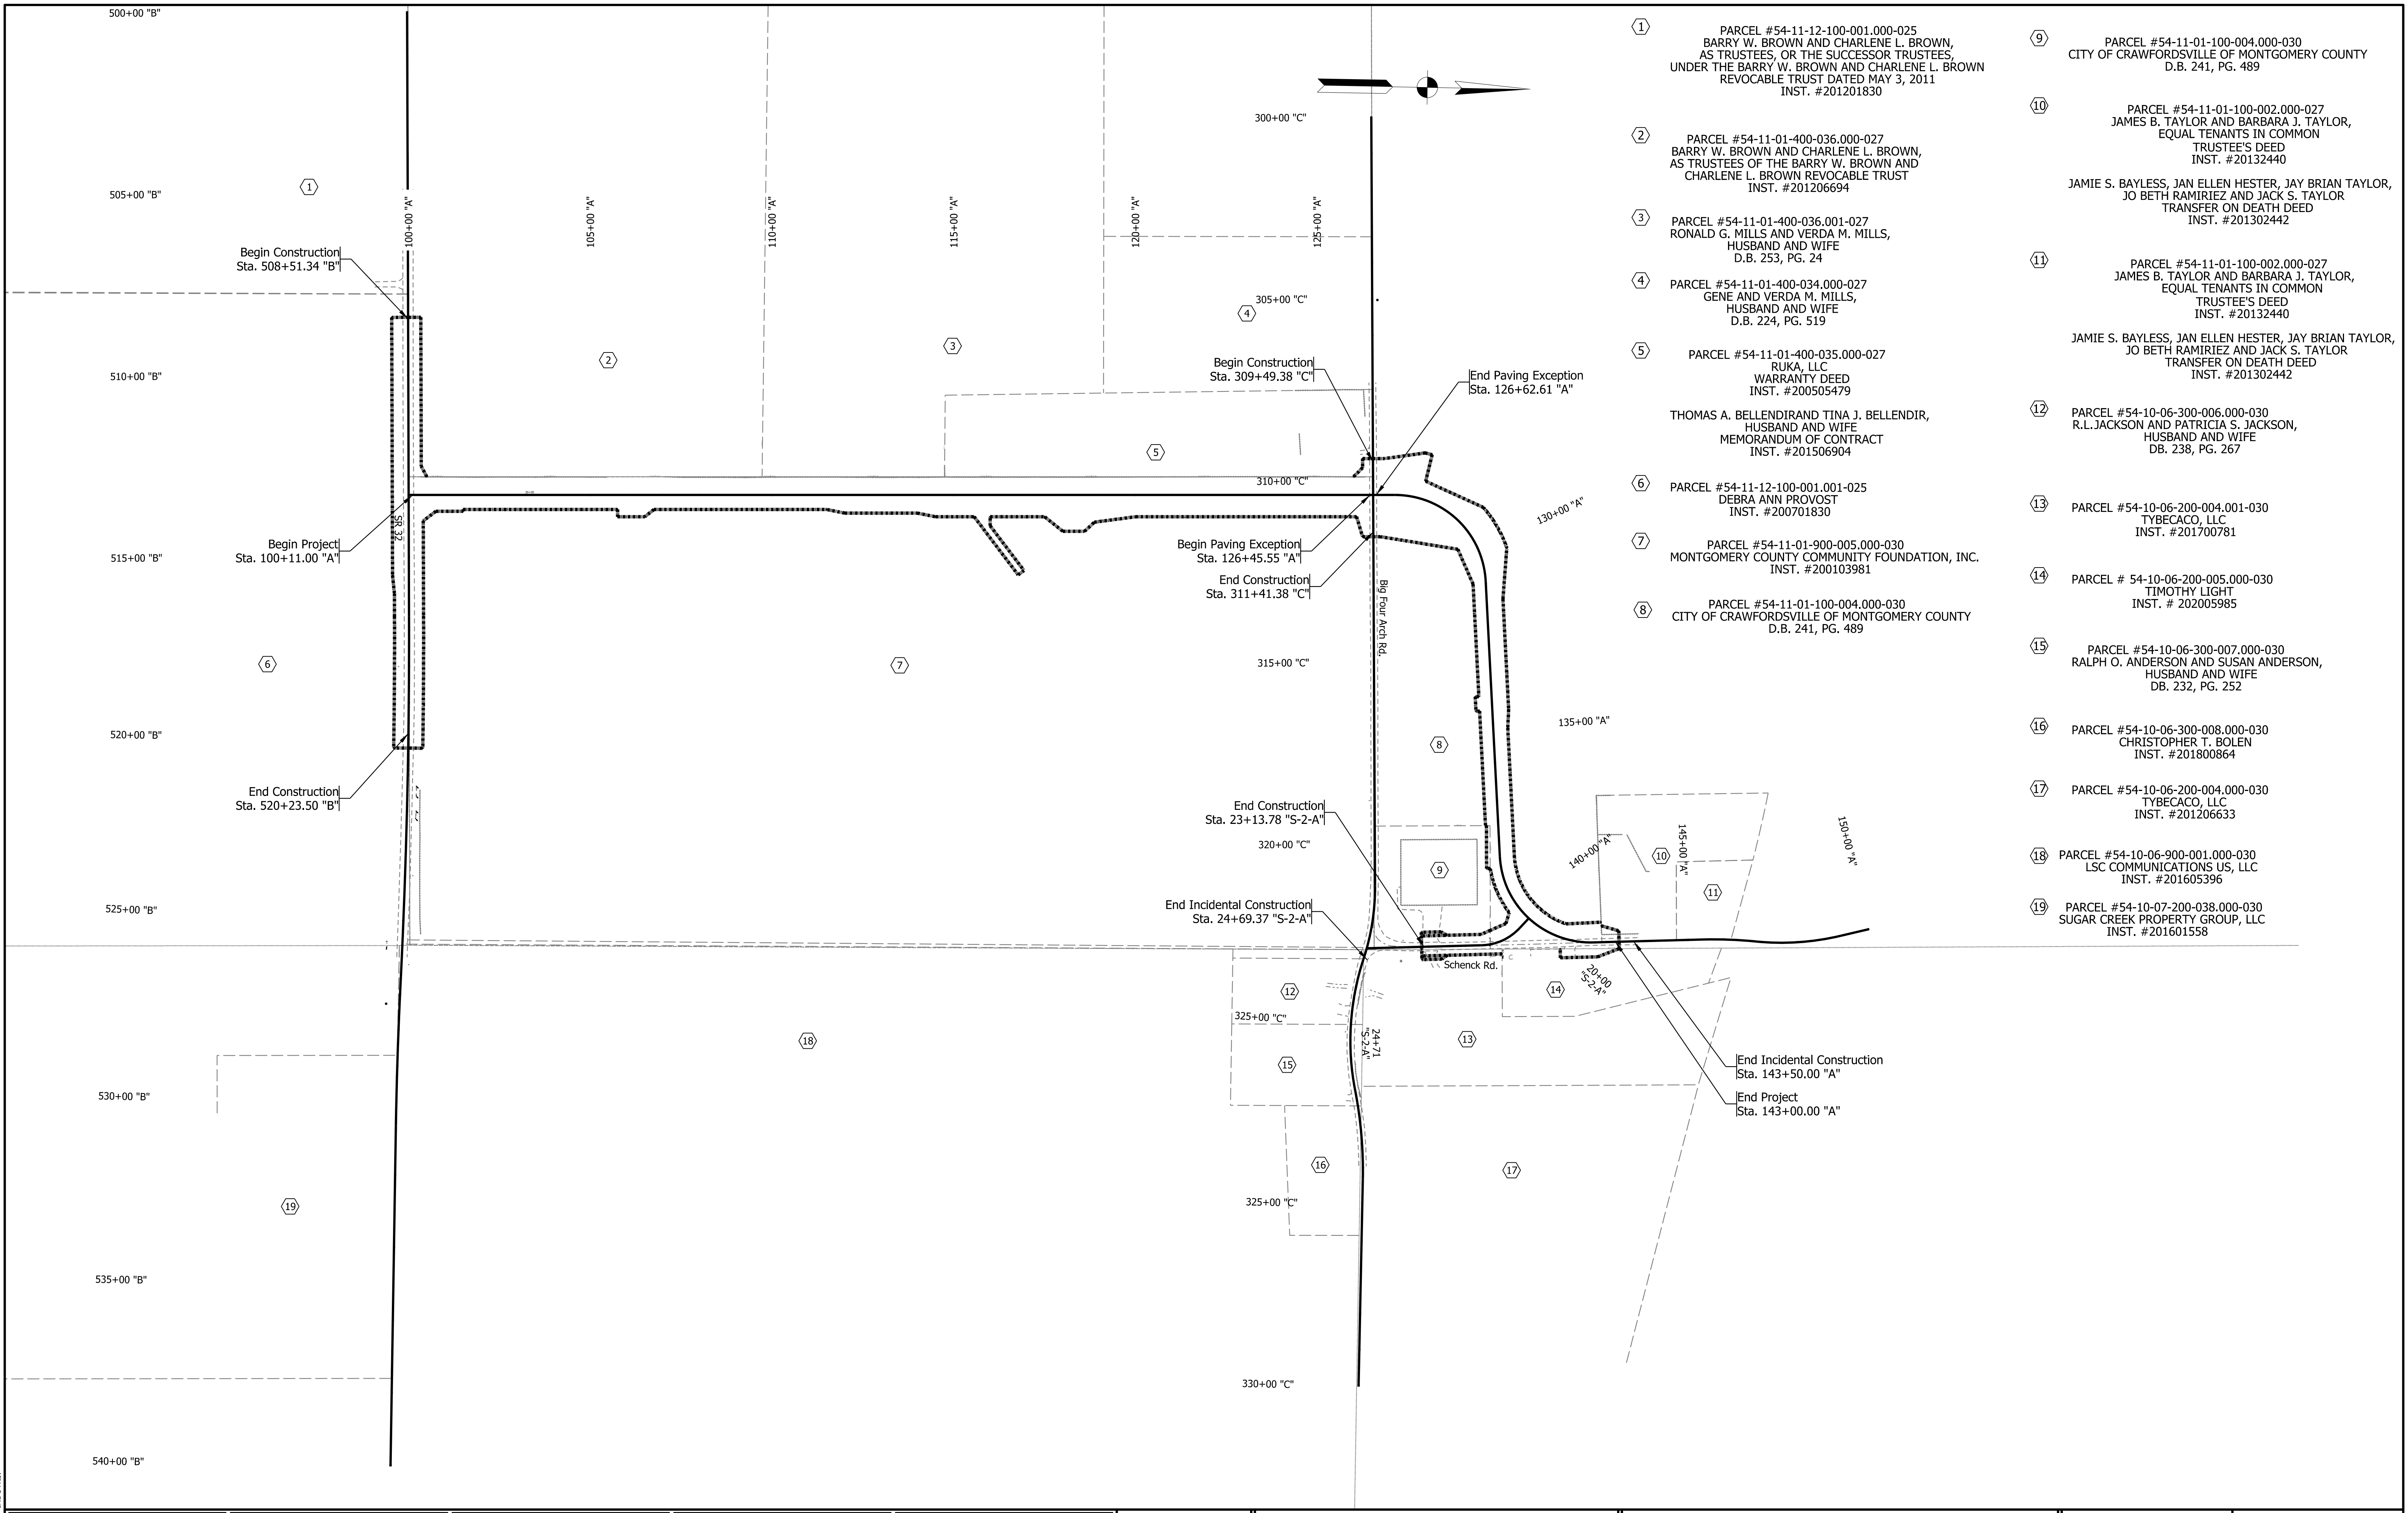 500+00 "B"
505+00 "B"
510+00 "B"
515+00 "B"
520+00 "B"
525+00 "B"
530+00 "B"
535+00 "B"
540+00 "B"
1
Begin Construction
Sta. 508+51.34 "B"
Begin Project
Sta. 100+11.00 "A"
6
End Construction
Sta. 520+23.50 "B"
19
SR 32
100+00 "A"
105+00 "A"
110+00 "A"
115+00 "A"
120+00 "A"
125+00 "A"
2
3
4
5
7
18
300+00 "C"
305+00 "C"
Begin Construction
Sta. 309+49.38 "C"
End Paving Exception
Sta. 126+62.61 "A"
310+00 "C"
Begin Paving Exception
Sta. 126+45.55 "A"
End Construction
Sta. 311+41.38 "C"
Big Four Arch Rd.
315+00 "C"
130+00 "A"
135+00 "A"
8
End Construction
Sta. 23+13.78 "S-2-A"
320+00 "C"
9
140+00 "A"
10
145+00 "A"
11
150+00 "A"
End Incidental Construction
Sta. 24+69.37 "S-2-A"
Schenck Rd.
20+00
"S-2-A"
12
14
325+00 "C"
24+71
"S-2-A"
13
15
End Incidental Construction
Sta. 143+50.00 "A"
End Project
Sta. 143+00.00 "A"
16
17
325+00 "C"
330+00 "C"
1
PARCEL #54-11-12-100-001.000-025
BARRY W. BROWN AND CHARLENE L. BROWN,
AS TRUSTEES, OR THE SUCCESSOR TRUSTEES,
UNDER THE BARRY W. BROWN AND CHARLENE L. BROWN
REVOCABLE TRUST DATED MAY 3, 2011
INST. #201201830
2
PARCEL #54-11-01-400-036.000-027
BARRY W. BROWN AND CHARLENE L. BROWN,
AS TRUSTEES OF THE BARRY W. BROWN AND
CHARLENE L. BROWN REVOCABLE TRUST
INST. #201206694
3
PARCEL #54-11-01-400-036.001-027
RONALD G. MILLS AND VERDA M. MILLS,
HUSBAND AND WIFE
D.B. 253, PG. 24
4
PARCEL #54-11-01-400-034.000-027
GENE AND VERDA M. MILLS,
HUSBAND AND WIFE
D.B. 224, PG. 519
5
PARCEL #54-11-01-400-035.000-027
RUKA, LLC
WARRANTY DEED
INST. #200505479
THOMAS A. BELLENDIRAND TINA J. BELLENDIR,
HUSBAND AND WIFE
MEMORANDUM OF CONTRACT
INST. #201506904
6
PARCEL #54-11-12-100-001.001-025
DEBRA ANN PROVOST
INST. #200701830
7
PARCEL #54-11-01-900-005.000-030
MONTGOMERY COUNTY COMMUNITY FOUNDATION, INC.
INST. #200103981
8
PARCEL #54-11-01-100-004.000-030
CITY OF CRAWFORDSVILLE OF MONTGOMERY COUNTY
D.B. 241, PG. 489
9
PARCEL #54-11-01-100-004.000-030
CITY OF CRAWFORDSVILLE OF MONTGOMERY COUNTY
D.B. 241, PG. 489
10
PARCEL #54-11-01-100-002.000-027
JAMES B. TAYLOR AND BARBARA J. TAYLOR,
EQUAL TENANTS IN COMMON
TRUSTEE'S DEED
INST. #20132440
JAMIE S. BAYLESS, JAN ELLEN HESTER, JAY BRIAN TAYLOR,
JO BETH RAMIRIEZ AND JACK S. TAYLOR
TRANSFER ON DEATH DEED
INST. #201302442
11
PARCEL #54-11-01-100-002.000-027
JAMES B. TAYLOR AND BARBARA J. TAYLOR,
EQUAL TENANTS IN COMMON
TRUSTEE'S DEED
INST. #20132440
JAMIE S. BAYLESS, JAN ELLEN HESTER, JAY BRIAN TAYLOR,
JO BETH RAMIRIEZ AND JACK S. TAYLOR
TRANSFER ON DEATH DEED
INST. #201302442
12
PARCEL #54-10-06-300-006.000-030
R.L.JACKSON AND PATRICIA S. JACKSON,
HUSBAND AND WIFE
DB. 238, PG. 267
13
PARCEL #54-10-06-200-004.001-030
TYBECACO, LLC
INST. #201700781
14
PARCEL # 54-10-06-200-005.000-030
TIMOTHY LIGHT
INST. # 202005985
15
PARCEL #54-10-06-300-007.000-030
RALPH O. ANDERSON AND SUSAN ANDERSON,
HUSBAND AND WIFE
DB. 232, PG. 252
16
PARCEL #54-10-06-300-008.000-030
CHRISTOPHER T. BOLEN
INST. #201800864
17
PARCEL #54-10-06-200-004.000-030
TYBECACO, LLC
INST. #201206633
18
PARCEL #54-10-06-900-001.000-030
LSC COMMUNICATIONS US, LLC
INST. #201605396
19
PARCEL #54-10-07-200-038.000-030
SUGAR CREEK PROPERTY GROUP, LLC
INST. #201601558